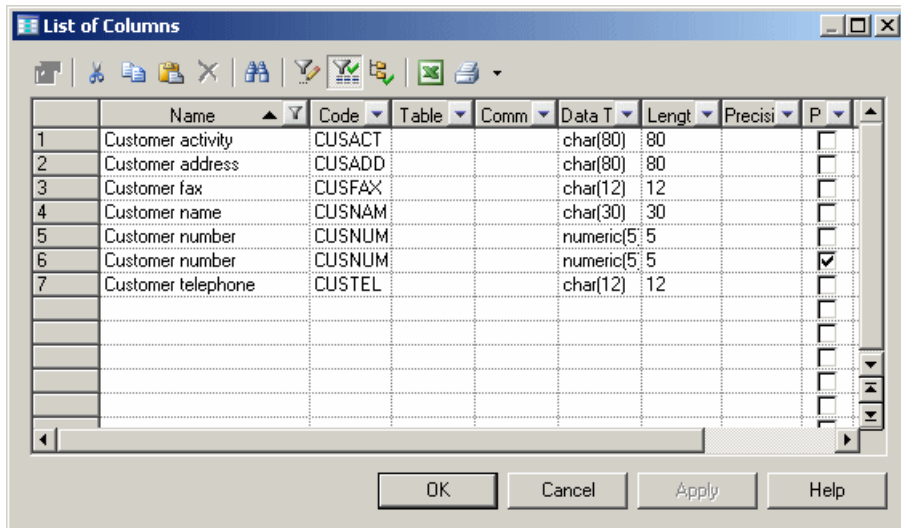 List of Columns
Name Code Table Comm Data T Lengt Precisi P
1 Customer activity CUSACT char(80) 80
2 Customer address CUSADD char(80) 80
3 Customer fax CUSFAX char(12) 12
4 Customer name CUSNAM char(30) 30
5 Customer number CUSNUM numeric(5 5
6 Customer number CUSNUM numeric(5 5
7 Customer telephone CUSTEL char(12) 12
OK Cancel Apply Help